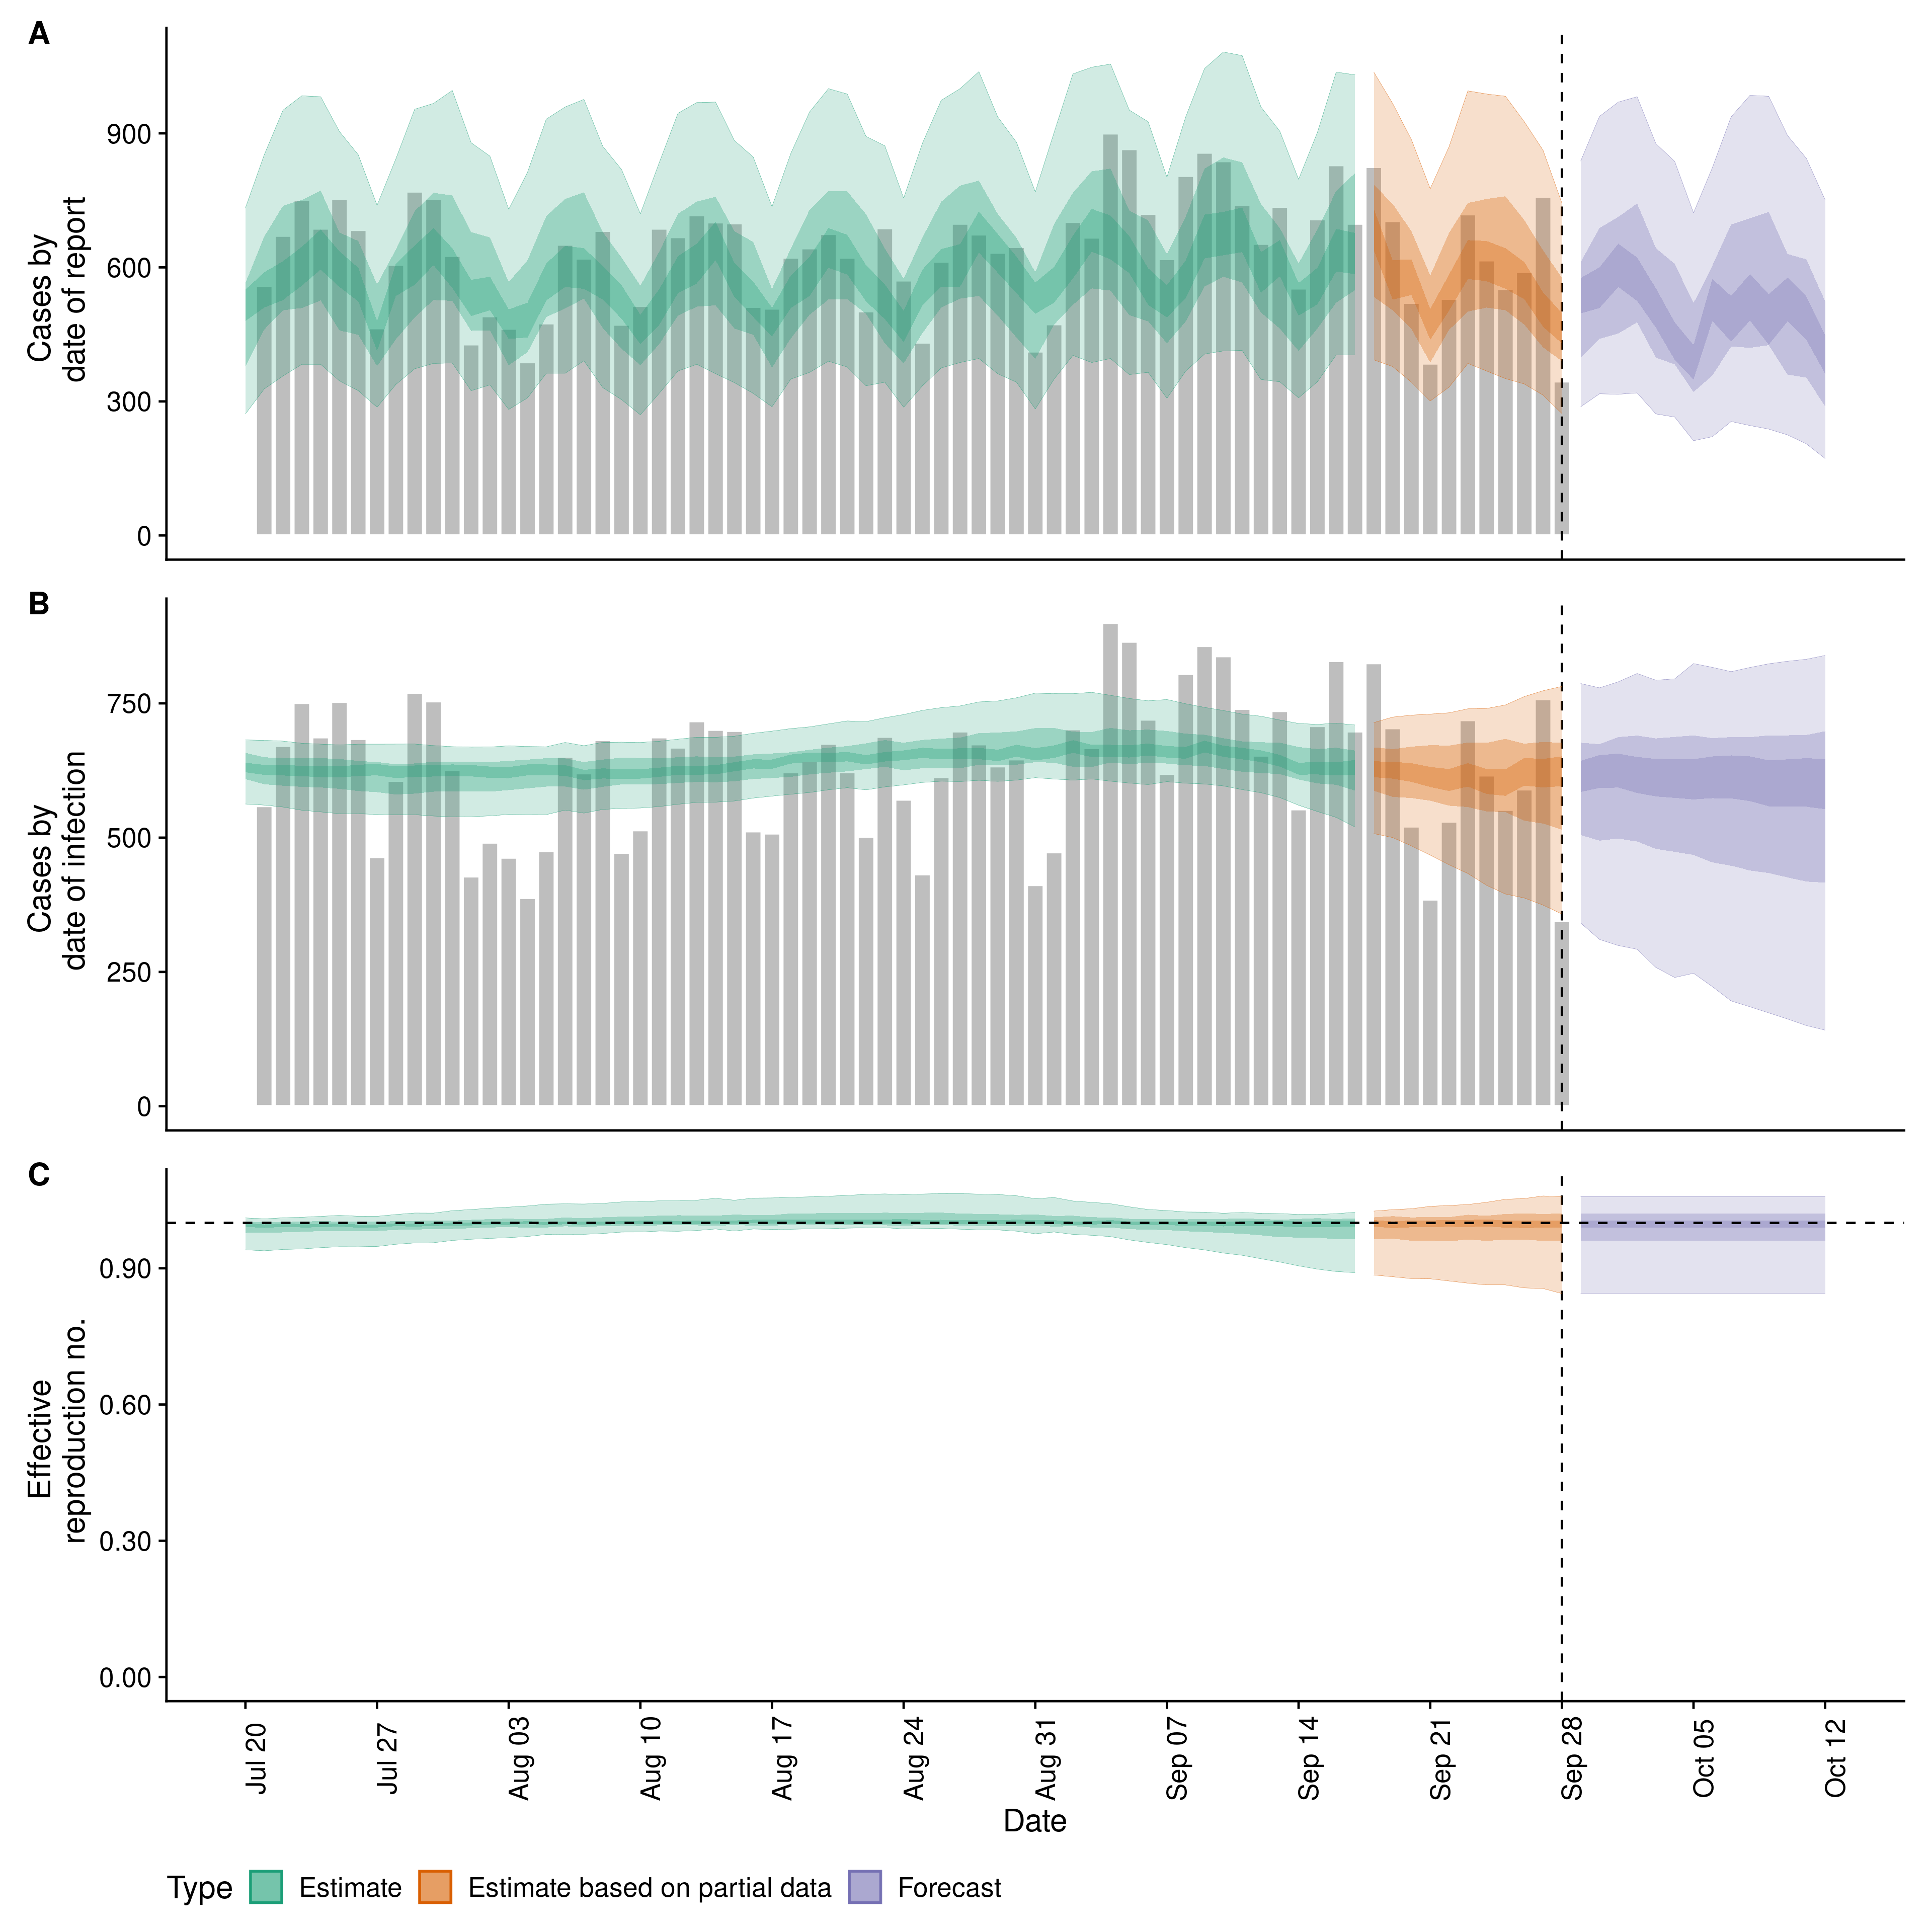 A
Cases by
date of report
900
600
300
0
B
Cases by
date of infection
750
500
250
0
C
Effective
reproduction no.
0.90
0.60
0.30
0.00
Jul 20
Jul 27
Aug 03
Aug 10
Aug 17
Aug 24
Aug 31
Sep 07
Sep 14
Sep 21
Sep 28
Oct 05
Oct 12
Date
Type Estimate Estimate based on partial data Forecast